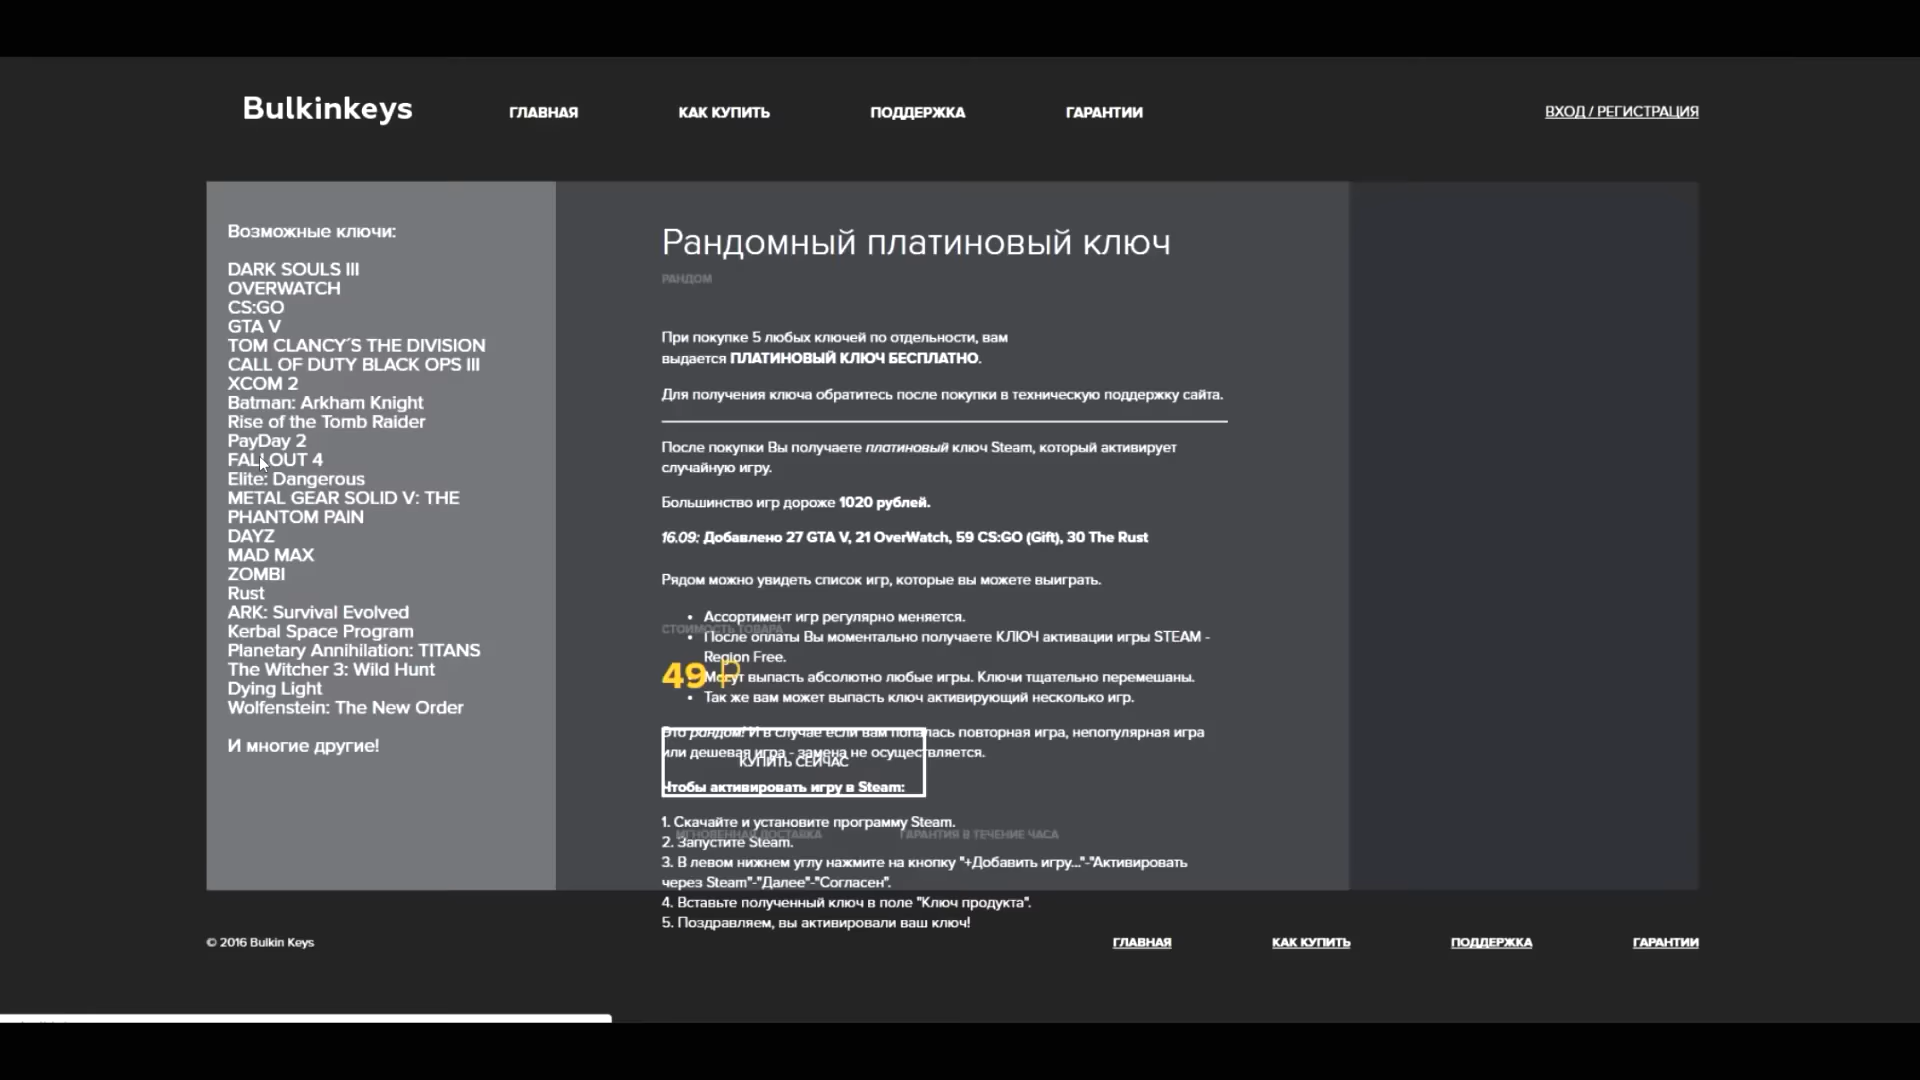 Bulkinkeys
ГЛАВНАЯ
КАК КУПИТЬ
ПОДДЕРЖКА
ГАРАНТИИ
ВХОД / РЕГИСТРАЦИЯ
Возможные ключи:
DARK SOULS III
OVERWATCH
CS:GO
GTA V
TOM CLANCY´S THE DIVISION
CALL OF DUTY BLACK OPS III
XCOM 2
Batman: Arkham Knight
Rise of the Tomb Raider
PayDay 2
FALLOUT 4
Elite: Dangerous
METAL GEAR SOLID V: THE
PHANTOM PAIN
DAYZ
MAD MAX
ZOMBI
Rust
ARK: Survival Evolved
Kerbal Space Program
Planetary Annihilation: TITANS
The Witcher 3: Wild Hunt
Dying Light
Wolfenstein: The New Order
И многие другие!
Рандомный платиновый ключ
РАНДОМ
При покупке 5 любых ключей по отдельности, вам
выдается ПЛАТИНОВЫЙ КЛЮЧ БЕСПЛАТНО.
Для получения ключа обратитесь после покупки в техническую поддержку сайта.
После покупки Вы получаете платиновый ключ Steam, который активирует
случайную игру.
Большинство игр дороже 1020 рублей.
16.09: Добавлено 27 GTA V, 21 OverWatch, 59 CS:GO (Gift), 30 The Rust
Рядом можно увидеть список игр, которые вы можете выиграть.
• Ассортимент игр регулярно меняется.
СТОИМОСТЬ ТОВАРА
• После оплаты Вы моментально получаете КЛЮЧ активации игры STEAM -
Region Free.
49 ₽
• Могут выпасть абсолютно любые игры. Ключи тщательно перемешаны.
• Так же вам может выпасть ключ активирующий несколько игр.
Это рандом! И в случае если вам попалась повторная игра, непопулярная игра
или дешевая игра - замена не осуществляется.
КУПИТЬ СЕЙЧАС
Чтобы активировать игру в Steam:
1. Скачайте и установите программу Steam.
МГНОВЕННАЯ ДОСТАВКА
ГАРАНТИЯ В ТЕЧЕНИЕ ЧАСА
2. Запустите Steam.
3. В левом нижнем углу нажмите на кнопку "+Добавить игру..."-"Активировать
через Steam"-"Далее"-"Согласен".
4. Вставьте полученный ключ в поле "Ключ продукта".
5. Поздравляем, вы активировали ваш ключ!
© 2016 Bulkin Keys
ГЛАВНАЯ
КАК КУПИТЬ
ПОДДЕРЖКА
ГАРАНТИИ